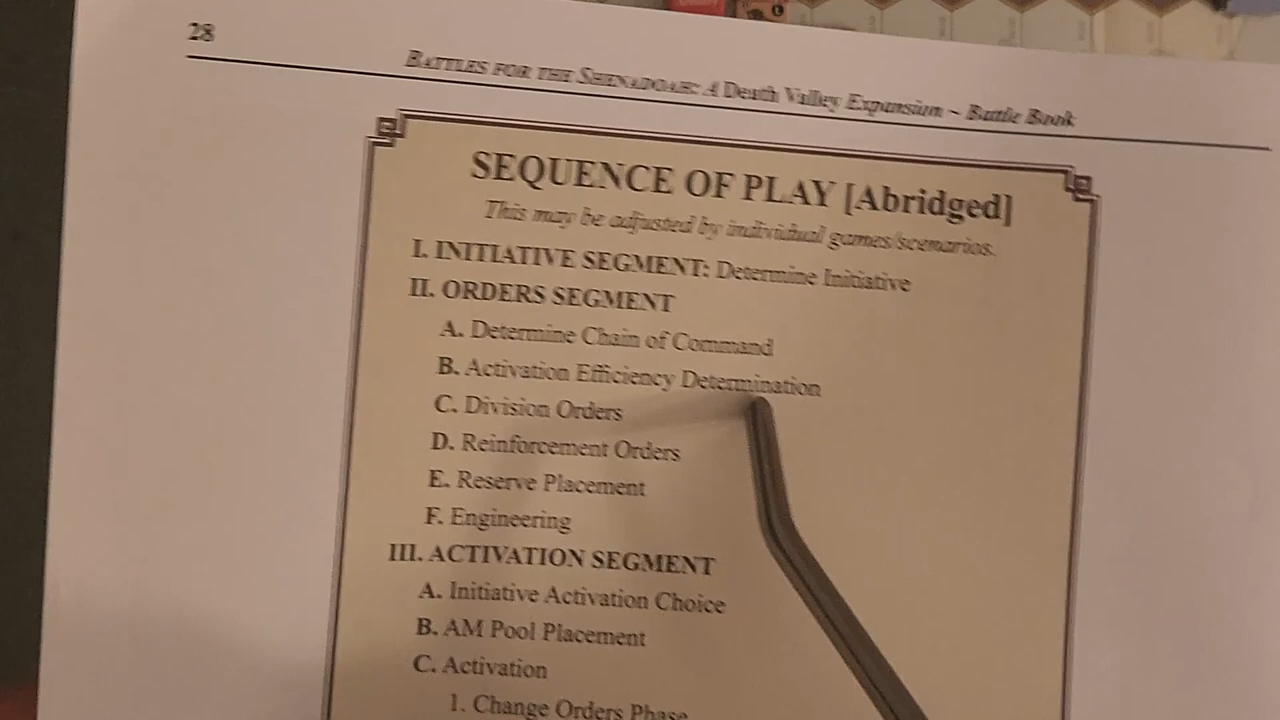 28
BATTLES FOR THE SHENADOAH: A Death Valley Expansion ~ Battle Book
SEQUENCE OF PLAY [Abridged]
This may be adjusted by individual games/scenarios.
I. INITIATIVE SEGMENT: Determine Initiative
II. ORDERS SEGMENT
A. Determine Chain of Command
B. Activation Efficiency Determination
C. Division Orders
D. Reinforcement Orders
E. Reserve Placement
F. Engineering
III. ACTIVATION SEGMENT
A. Initiative Activation Choice
B. AM Pool Placement
C. Activation
1. Change Orders Phase